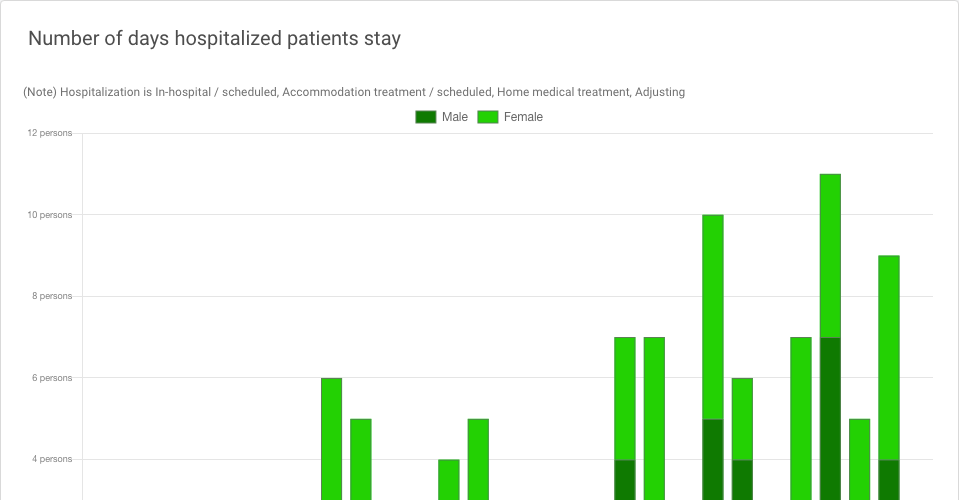 Number of days hospitalized patients stay
(Note) Hospitalization is In-hospital / scheduled, Accommodation treatment / scheduled, Home medical treatment, Adjusting
Male Female
12 persons
10 persons
8 persons
6 persons
4 persons